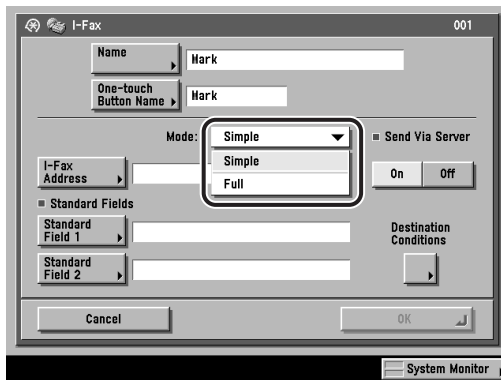 I-Fax 001
Name
Mark
One-touch
Button Name
Mark
Mode: Simple
Send Via Server
Simple
Full
I-Fax
Address
On Off
Standard Fields
Standard
Field 1
Destination
Conditions
Standard
Field 2
Cancel OK
System Monitor